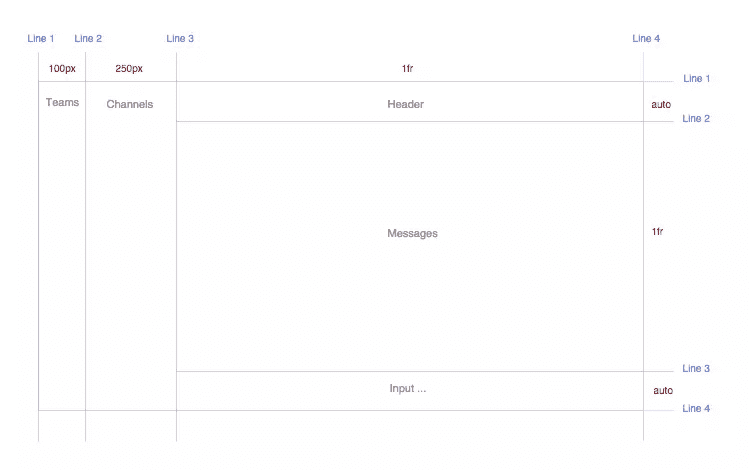 Line 1 Line 2 Line 3 Line 4
100px 250px 1fr
Line 1
Teams Channels Header auto
Line 2
Messages 1fr
Line 3
Input ... auto
Line 4